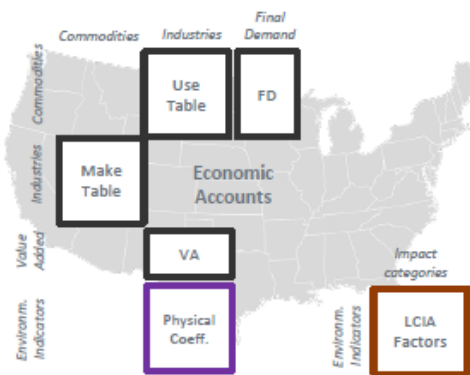 Final
Demand
Commodities
Industries
Commodities
Use
Table
FD
Industries
Make
Table
Economic
Accounts
Value
Added
VA
Impact
categories
Environm.
Indicators
Physical
Coeff.
Environm.
Indicators
LCIA
Factors